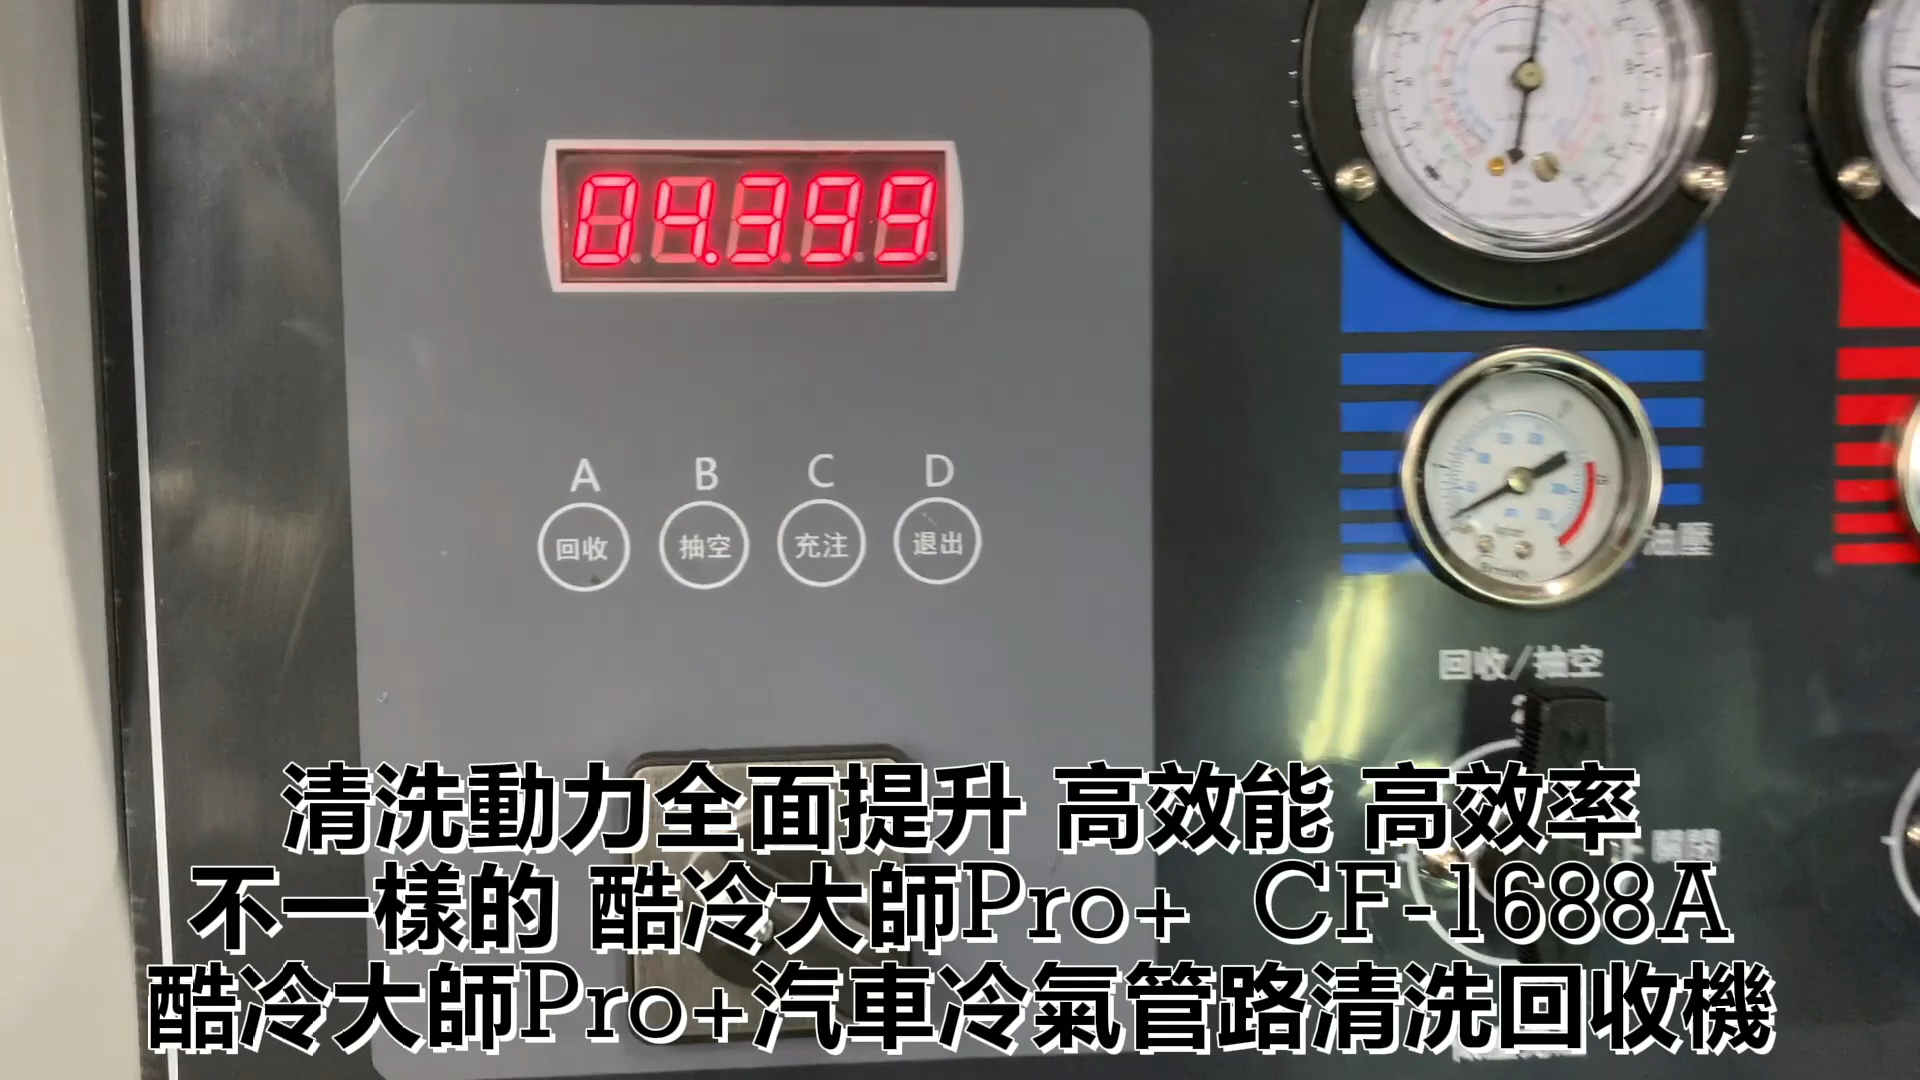 04.399
A B C D
回收 抽空 充注 退出
油壓
回收/抽空
關閉
清洗動力全面提升 高效能 高效率
不一樣的 酷冷大師Pro+ CF-1688A
酷冷大師Pro+汽車冷氣管路清洗回收機